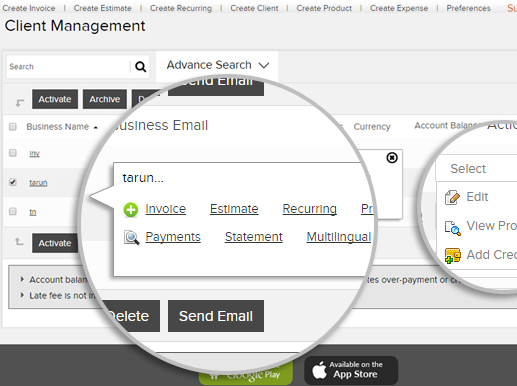 Create Invoice | Create Estimate | Create Recurring | Create Client | Create Product | Create Expense | Preferences Su
Client Management
Search
Advance Search
Send Email
Activate Archive
Business Name Business Email Currency Account Balance Actio
inv
tarun
tn
tarun...
Invoice Estimate Recurring Pr
Payments Statement Multilingual
Select
Edit
View Pro
Add Cred
Activate
Delete Send Email
Account balan
tes over-payment or cr
Late fee is not in
Google Play
Available on the
App Store